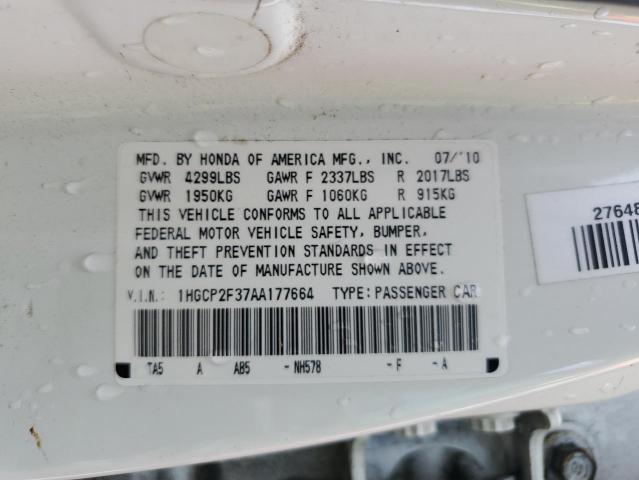 MFD. BY HONDA OF AMERICA MFG., INC. 07/'10
GVWR 4299LBS GAWR F 2337LBS R 2017LBS
GVWR 1950KG GAWR F 1060KG R 915KG
THIS VEHICLE CONFORMS TO ALL APPLICABLE
FEDERAL MOTOR VEHICLE SAFETY, BUMPER,
AND THEFT PREVENTION STANDARDS IN EFFECT
ON THE DATE OF MANUFACTURE SHOWN ABOVE.
V.I.N.: 1HGCP2F37AA177664 TYPE: PASSENGER CAR
TA5 A AB5 -NH578 -F -A
27648